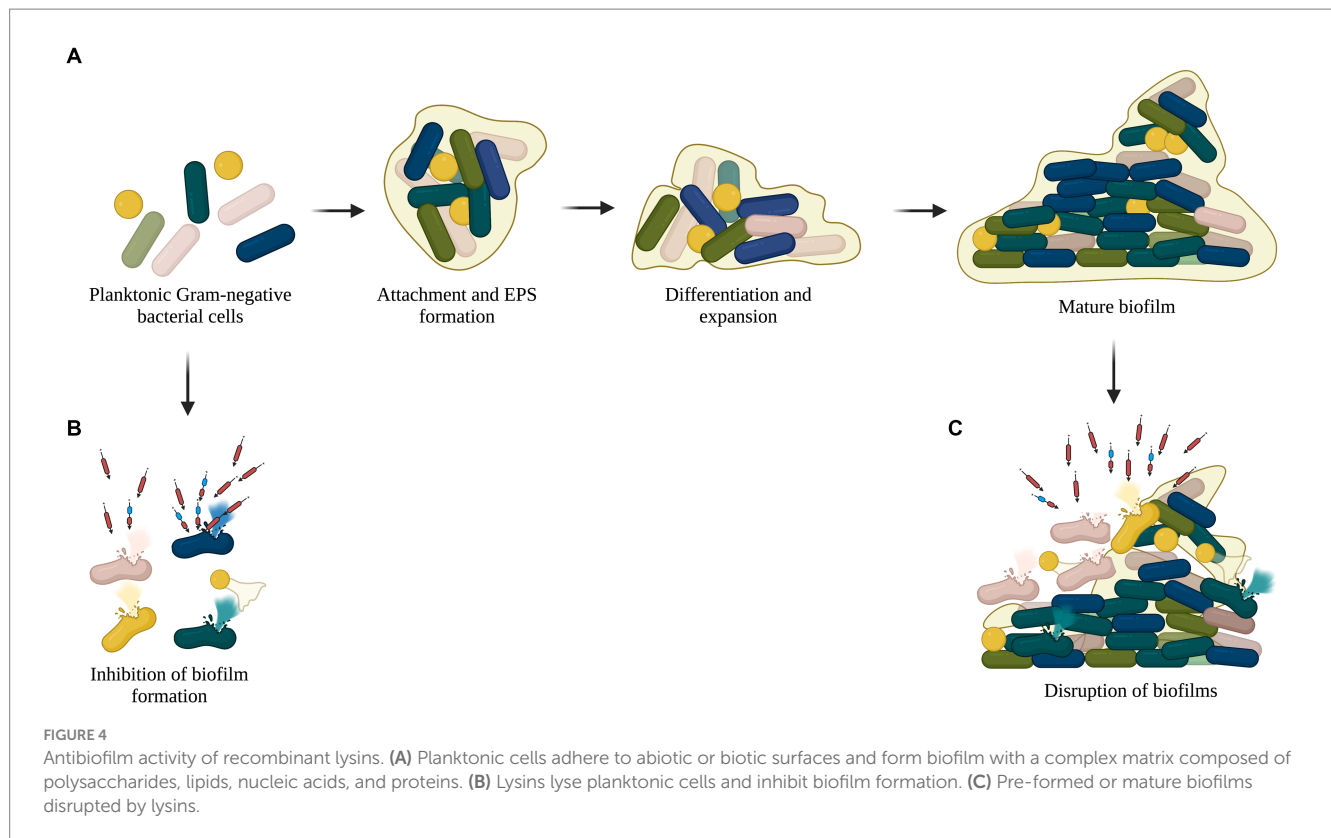 A
Planktonic Gram-negative
bacterial cells
Attachment and EPS
formation
Differentiation and
expansion
Mature biofilm
B
C
Inhibition of biofilm
formation
Disruption of biofilms
FIGURE 4
Antibiofilm activity of recombinant lysins. (A) Planktonic cells adhere to abiotic or biotic surfaces and form biofilm with a complex matrix composed of
polysaccharides, lipids, nucleic acids, and proteins. (B) Lysins lyse planktonic cells and inhibit biofilm formation. (C) Pre-formed or mature biofilms
disrupted by lysins.